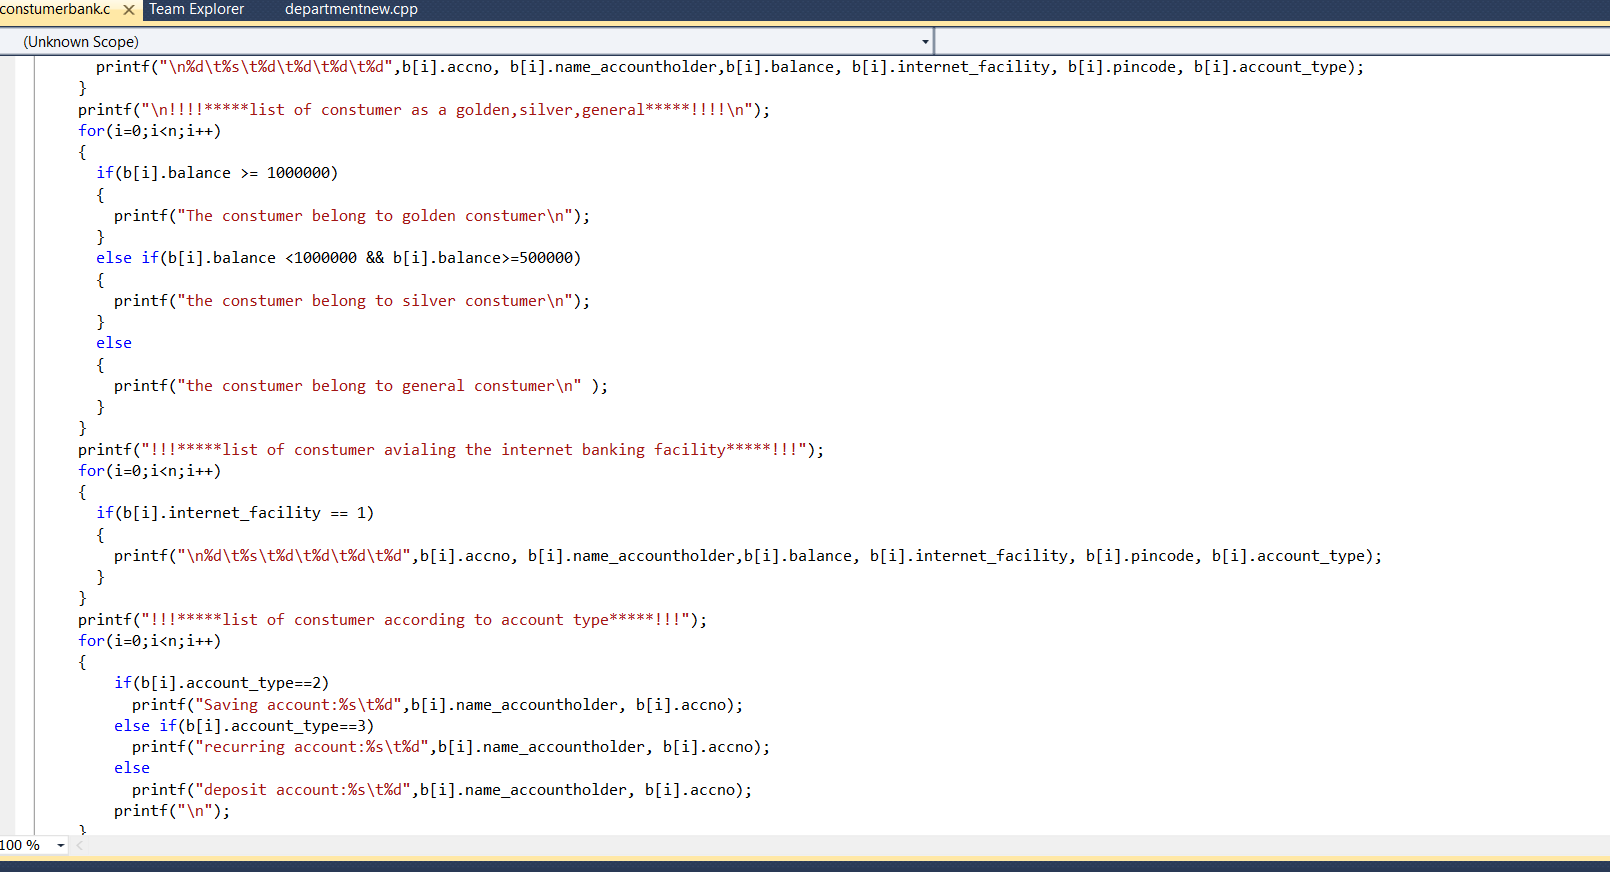 constumerbank.c ✕ Team Explorer departmentnew.cpp
(Unknown Scope)
printf("\n%d\t%s\t%d\t%d\t%d\t%d",b[i].accno, b[i].name_accountholder,b[i].balance, b[i].internet_facility, b[i].pincode, b[i].account_type);
}
printf("\n!!!!*****list of constumer as a golden,silver,general*****!!!!\n");
for(i=0;i<n;i++)
{
if(b[i].balance >= 1000000)
{
printf("The constumer belong to golden constumer\n");
}
else if(b[i].balance <1000000 && b[i].balance>=500000)
{
printf("the constumer belong to silver constumer\n");
}
else
{
printf("the constumer belong to general constumer\n" );
}
}
printf("!!!*****list of constumer avialing the internet banking facility*****!!!");
for(i=0;i<n;i++)
{
if(b[i].internet_facility == 1)
{
printf("\n%d\t%s\t%d\t%d\t%d\t%d",b[i].accno, b[i].name_accountholder,b[i].balance, b[i].internet_facility, b[i].pincode, b[i].account_type);
}
}
printf("!!!*****list of constumer according to account type*****!!!");
for(i=0;i<n;i++)
{
if(b[i].account_type==2)
printf("Saving account:%s\t%d",b[i].name_accountholder, b[i].accno);
else if(b[i].account_type==3)
printf("recurring account:%s\t%d",b[i].name_accountholder, b[i].accno);
else
printf("deposit account:%s\t%d",b[i].name_accountholder, b[i].accno);
printf("\n");
}
100 %